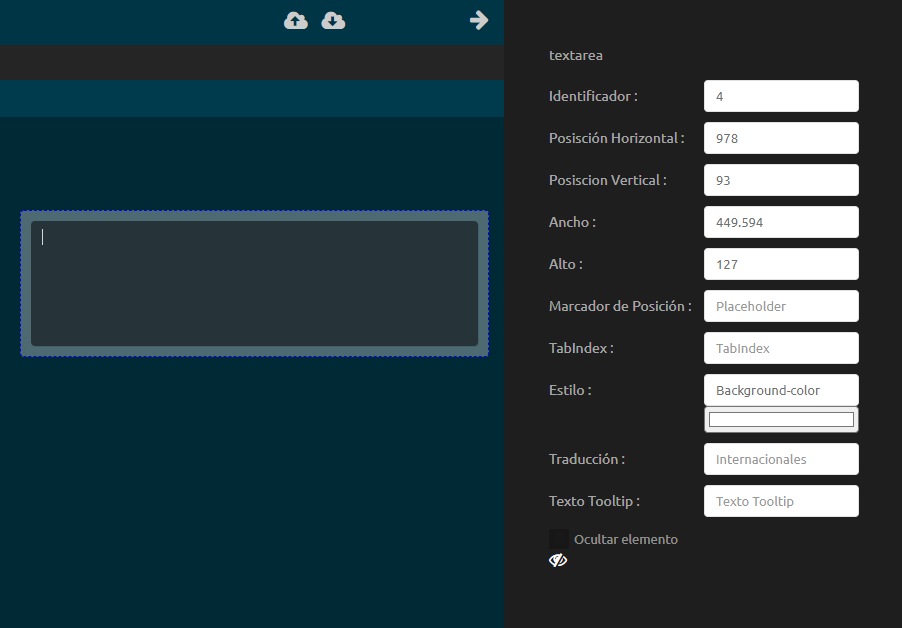 textarea
Identificador : 4
Posisción Horizontal : 978
Posiscion Vertical : 93
Ancho : 449.594
Alto : 127
Marcador de Posición : Placeholder
TabIndex : TabIndex
Estilo : Background-color
Traducción : Internacionales
Texto Tooltip : Texto Tooltip
Ocultar elemento